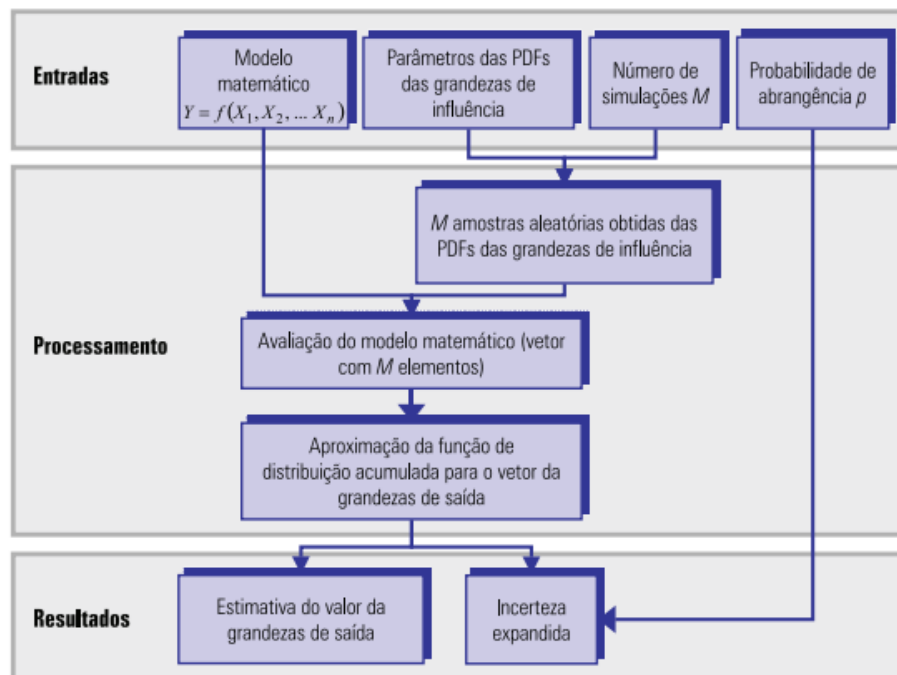 Entradas
Modelo
matemático
Y = f(X₁, X₂, ... Xₙ)
Parâmetros das PDFs
das grandezas de
influência
Número de
simulações M
Probabilidade de
abrangência p
Processamento
M amostras aleatórias obtidas das
PDFs das grandezas de influência
Avaliação do modelo matemático (vetor
com M elementos)
Aproximação da função de
distribuição acumulada para o vetor da
grandezas de saída
Resultados
Estimativa do valor da
grandezas de saída
Incerteza
expandida